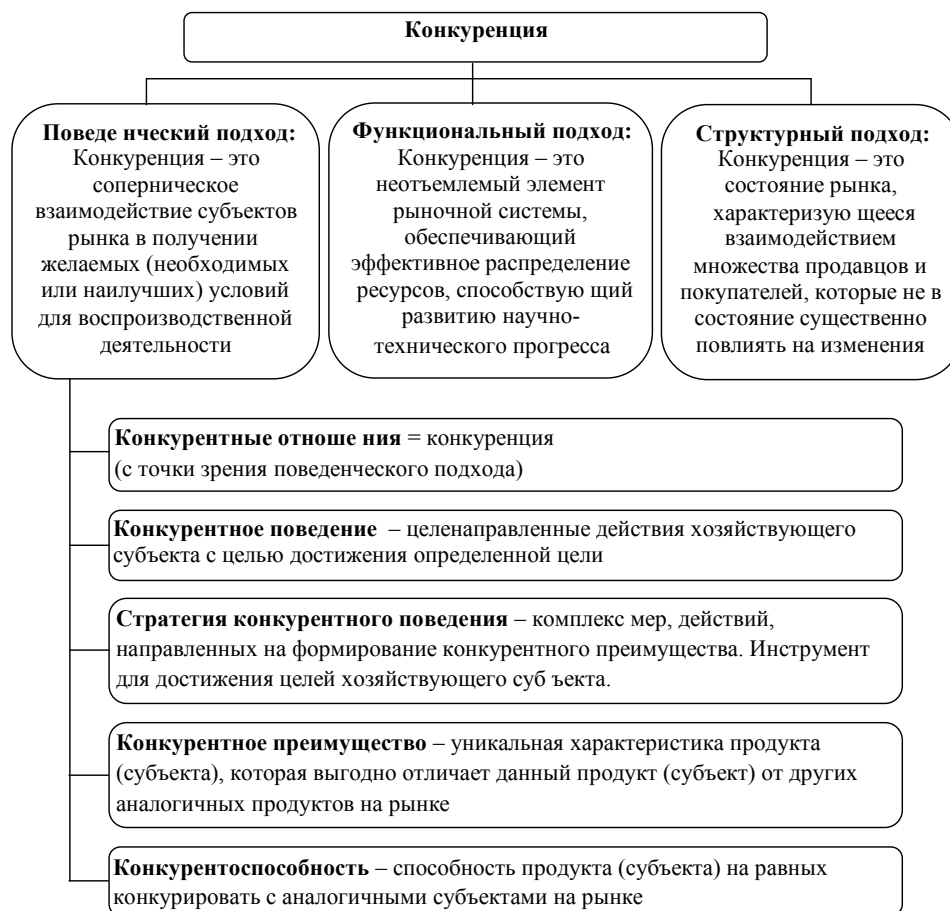 Конкуренция
Поведе нческий подход:
Конкуренция – это
соперническое
взаимодействие субъектов
рынка в получении
желаемых (необходимых
или наилучших) условий
для воспроизводственной
деятельности
Функциональный подход:
Конкуренция – это
неотъемлемый элемент
рыночной системы,
обеспечивающий
эффективное распределение
ресурсов, способствую щий
развитию научно-
технического прогресса
Структурный подход:
Конкуренция – это
состояние рынка,
характеризую щееся
взаимодействием
множества продавцов и
покупателей, которые не в
состояние существенно
повлиять на изменения
Конкурентные отноше ния = конкуренция
(с точки зрения поведенческого подхода)
Конкурентное поведение – целенаправленные действия хозяйствующего
субъекта с целью достижения определенной цели
Стратегия конкурентного поведения – комплекс мер, действий,
направленных на формирование конкурентного преимущества. Инструмент
для достижения целей хозяйствующего суб ъекта.
Конкурентное преимущество – уникальная характеристика продукта
(субъекта), которая выгодно отличает данный продукт (субъект) от других
аналогичных продуктов на рынке
Конкурентоспособность – способность продукта (субъекта) на равных
конкурировать с аналогичными субъектами на рынке